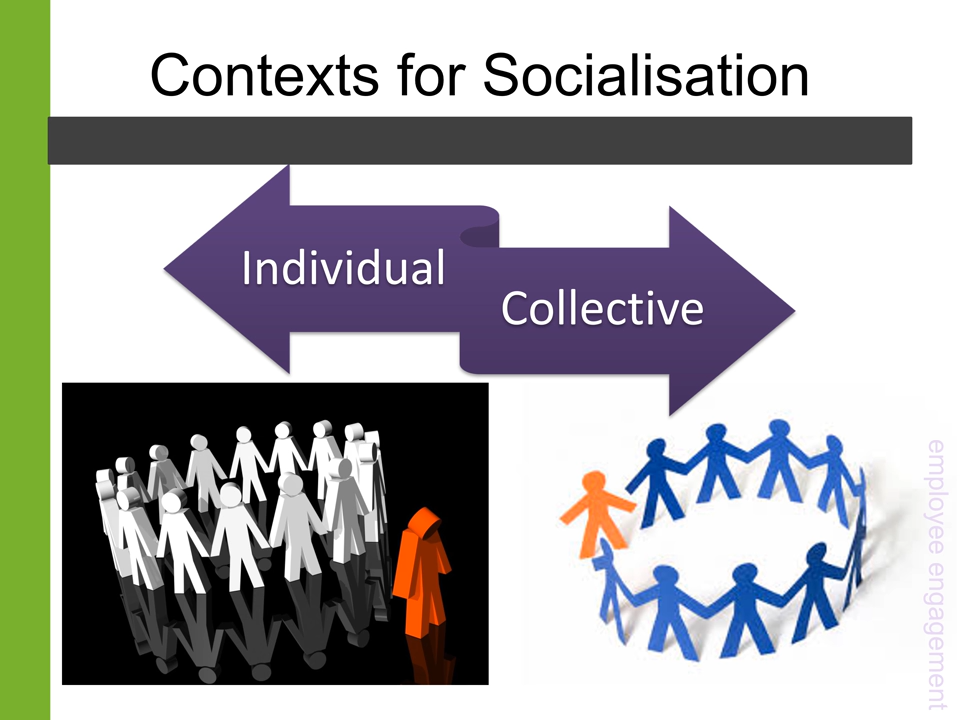 Contexts for Socialisation
Individual
Collective
employee engagement